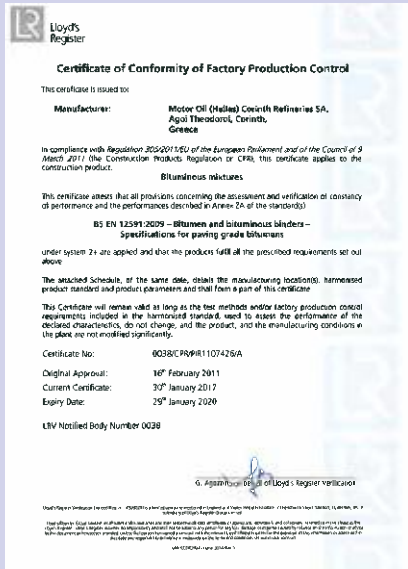 LR
Lloyd's
Register
Certificate of Conformity of Factory Production Control
This certificate is issued to:
Manufacturer: Motor Oil (Hellas) Corinth Refineries SA,
Agoi Theodoroi, Corinth,
Greece
In compliance with Regulation 305/2011/EU of the European Parliament and of the Council of 9
March 2011 (the Construction Products Regulation or CPR), this certificate applies to the
construction product.
Bituminous mixtures
This certificate attests that all provisions concerning the assessment and verification of constancy
of performance and the performances described in Annex ZA of the standard(s)
BS EN 12591:2009 – Bitumen and bituminous binders –
Specifications for paving grade bitumens
under system 2+ are applied and that the products fulfil all the prescribed requirements set out
above
The attached Schedule, of the same date, details the manufacturing location(s), harmonised
product standard and product parameters and shall form a part of this certificate
This Certificate will remain valid as long as the test methods and/or factory production control
requirements included in the harmonised standard, used to assess the performance of the
declared characteristics, do not change, and the product, and the manufacturing conditions in
the plant are not modified significantly.
Certificate No: 0038/CPR/PIR1107426/A
Original Approval: 16th February 2011
Current Certificate: 30th January 2017
Expiry Date: 29th January 2020
LRV Notified Body Number 0038
of Lloyd's Register Verification